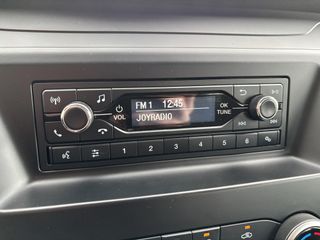 FM 1 12:45
JOYRADIO
VOL
OK
TUNE
1 2 3 4 5 6